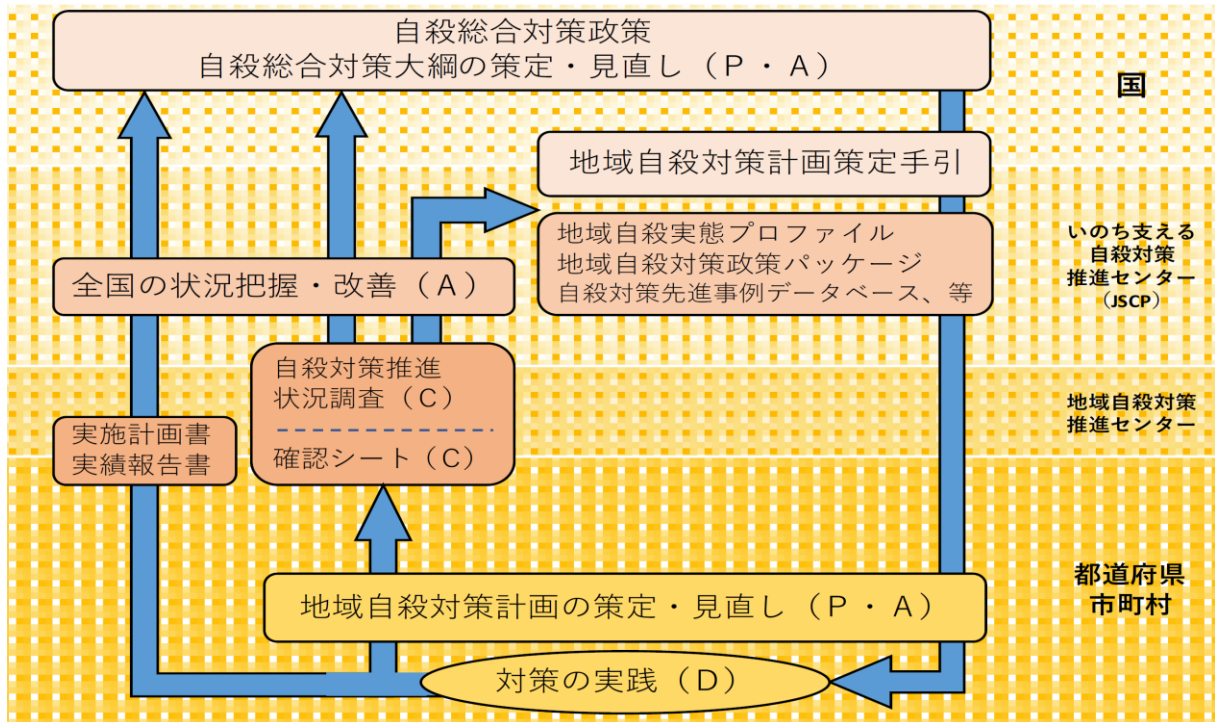 自殺総合対策政策
自殺総合対策大綱の策定・見直し（P・A）
国
地域自殺対策計画策定手引
地域自殺実態プロファイル
地域自殺対策政策パッケージ
自殺対策先進事例データベース、等
いのち支える
自殺対策
推進センター
（JSCP）
全国の状況把握・改善（A）
自殺対策推進
状況調査（C）
確認シート（C）
地域自殺対策
推進センター
実施計画書
実績報告書
都道府県
市町村
地域自殺対策計画の策定・見直し（P・A）
対策の実践（D）